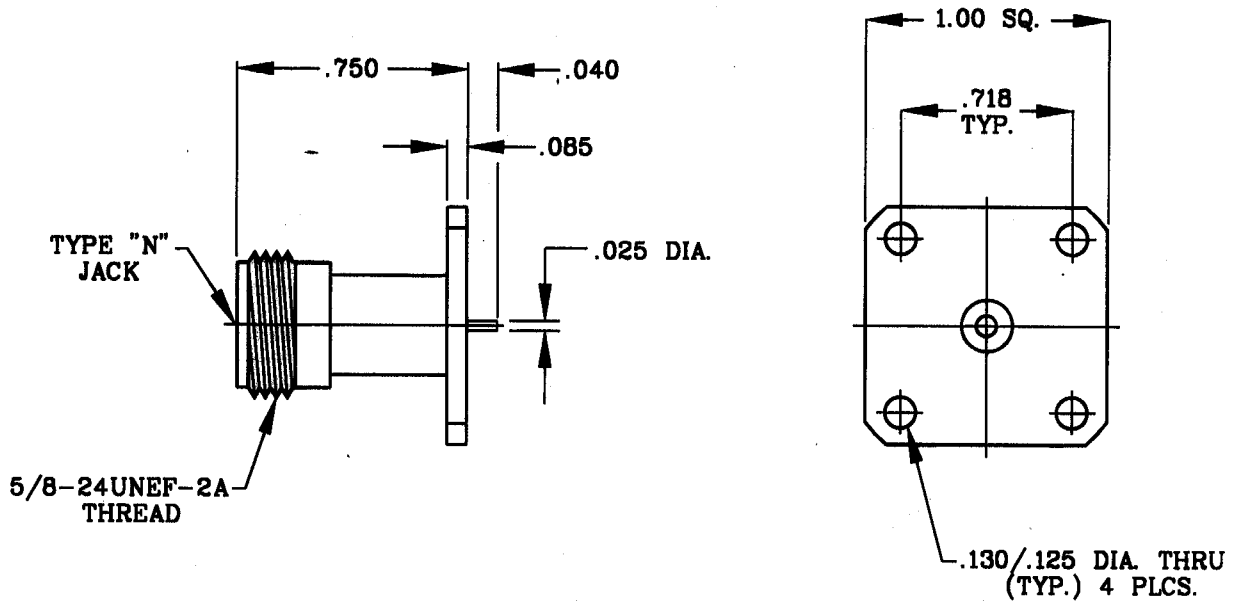 1.00 SQ.
.750
.040
.718
TYP.
.085
TYPE "N"
JACK
.025 DIA.
5/8-24UNEF-2A
THREAD
.130/.125 DIA. THRU
(TYP.) 4 PLCS.